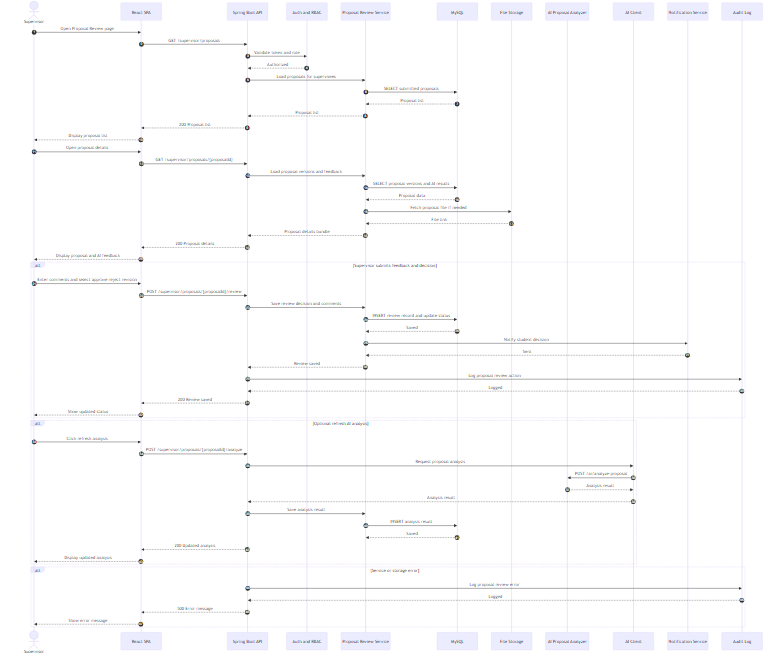 Supervisor
React SPA
Spring Boot API
Auth and RBAC
Proposal Review Service
MySQL
File Storage
AI Proposal Analyzer
AI Client
Notification Service
Audit Log
Open Proposal Review page
GET /supervisor/proposals
Validate token and role
Authorized
Load proposals for supervisees
SELECT submitted proposals
Proposal list
Proposal list
200 Proposal list
Display proposal list
Open proposal details
GET /supervisor/proposals/{proposalId}
Load proposal versions and feedback
SELECT proposal versions and AI results
Proposal data
Fetch proposal file if needed
File link
Proposal details bundle
200 Proposal details
Display proposal and AI feedback
alt
[Supervisor submits feedback and decision]
Enter comments and select approve reject revision
POST /supervisor/proposals/{proposalId}/review
Save review decision and comments
INSERT review record and update status
Saved
Notify student decision
Sent
Review saved
Log proposal review action
Logged
200 Review saved
Show updated status
alt
[Optional refresh AI analysis]
Click refresh analysis
POST /supervisor/proposals/{proposalId}/analyze
Request proposal analysis
POST /ai/analyze-proposal
Analysis result
Analysis result
Save analysis result
INSERT analysis result
Saved
200 Updated analysis
Display updated analysis
alt
[Service or storage error]
Log proposal review error
Logged
500 Error message
Show error message
Supervisor
React SPA
Spring Boot API
Auth and RBAC
Proposal Review Service
MySQL
File Storage
AI Proposal Analyzer
AI Client
Notification Service
Audit Log